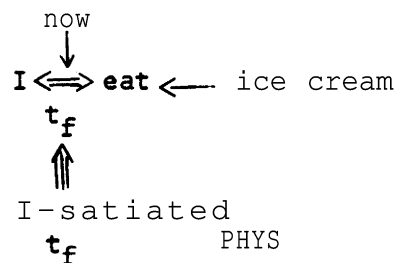 now
I eat ice cream
t_f
I-satiated
t_f PHYS